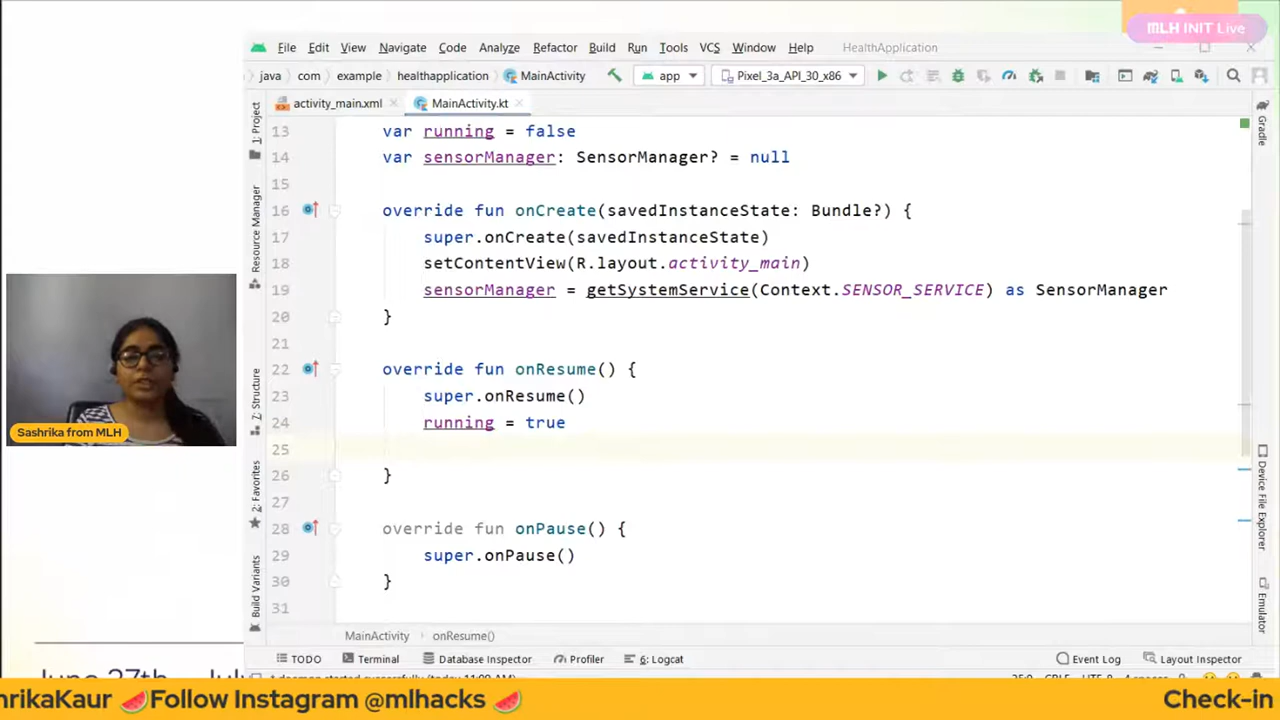 MLH INIT Live
File Edit View Navigate Code Analyze Refactor Build Run Tools VCS Window Help HealthApplication
java com example healthapplication MainActivity app Pixel_3a_API_30_x86
activity_main.xml MainActivity.kt
1: Project
Resource Manager
7: Structure
2: Favorites
Build Variants
13 var running = false
14 var sensorManager: SensorManager? = null
15
16 override fun onCreate(savedInstanceState: Bundle?) {
17 super.onCreate(savedInstanceState)
18 setContentView(R.layout.activity_main)
19 sensorManager = getSystemService(Context.SENSOR_SERVICE) as SensorManager
20 }
21
22 override fun onResume() {
23 super.onResume()
24 running = true
25
26 }
27
28 override fun onPause() {
29 super.onPause()
30 }
31
Gradle
Device File Explorer
Emulator
Sashrika from MLH
MainActivity onResume()
TODO Terminal Database Inspector Profiler 6: Logcat Event Log Layout Inspector
hrikaKaur 🍉Follow Instagram @mlhacks 🍉 Check-in